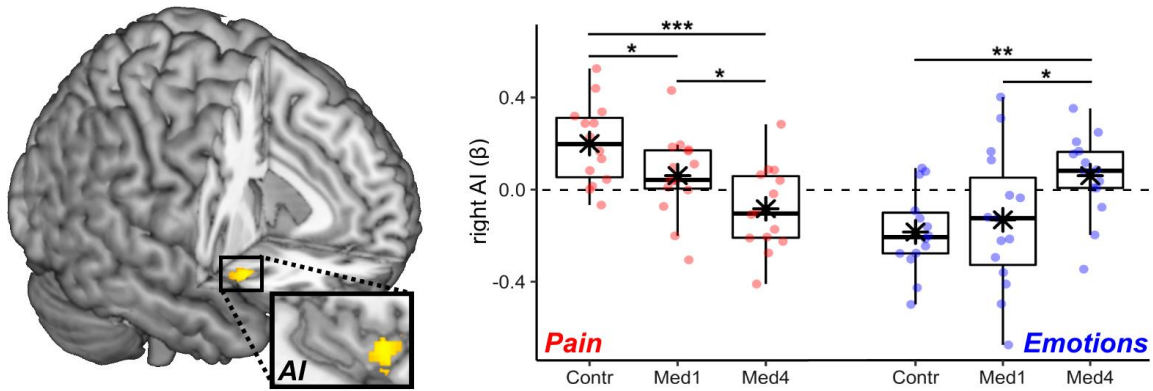 AI
right AI (β)
0.4
0.0
-0.4
***
*
*
**
*
Pain
Emotions
Contr Med1 Med4 Contr Med1 Med4